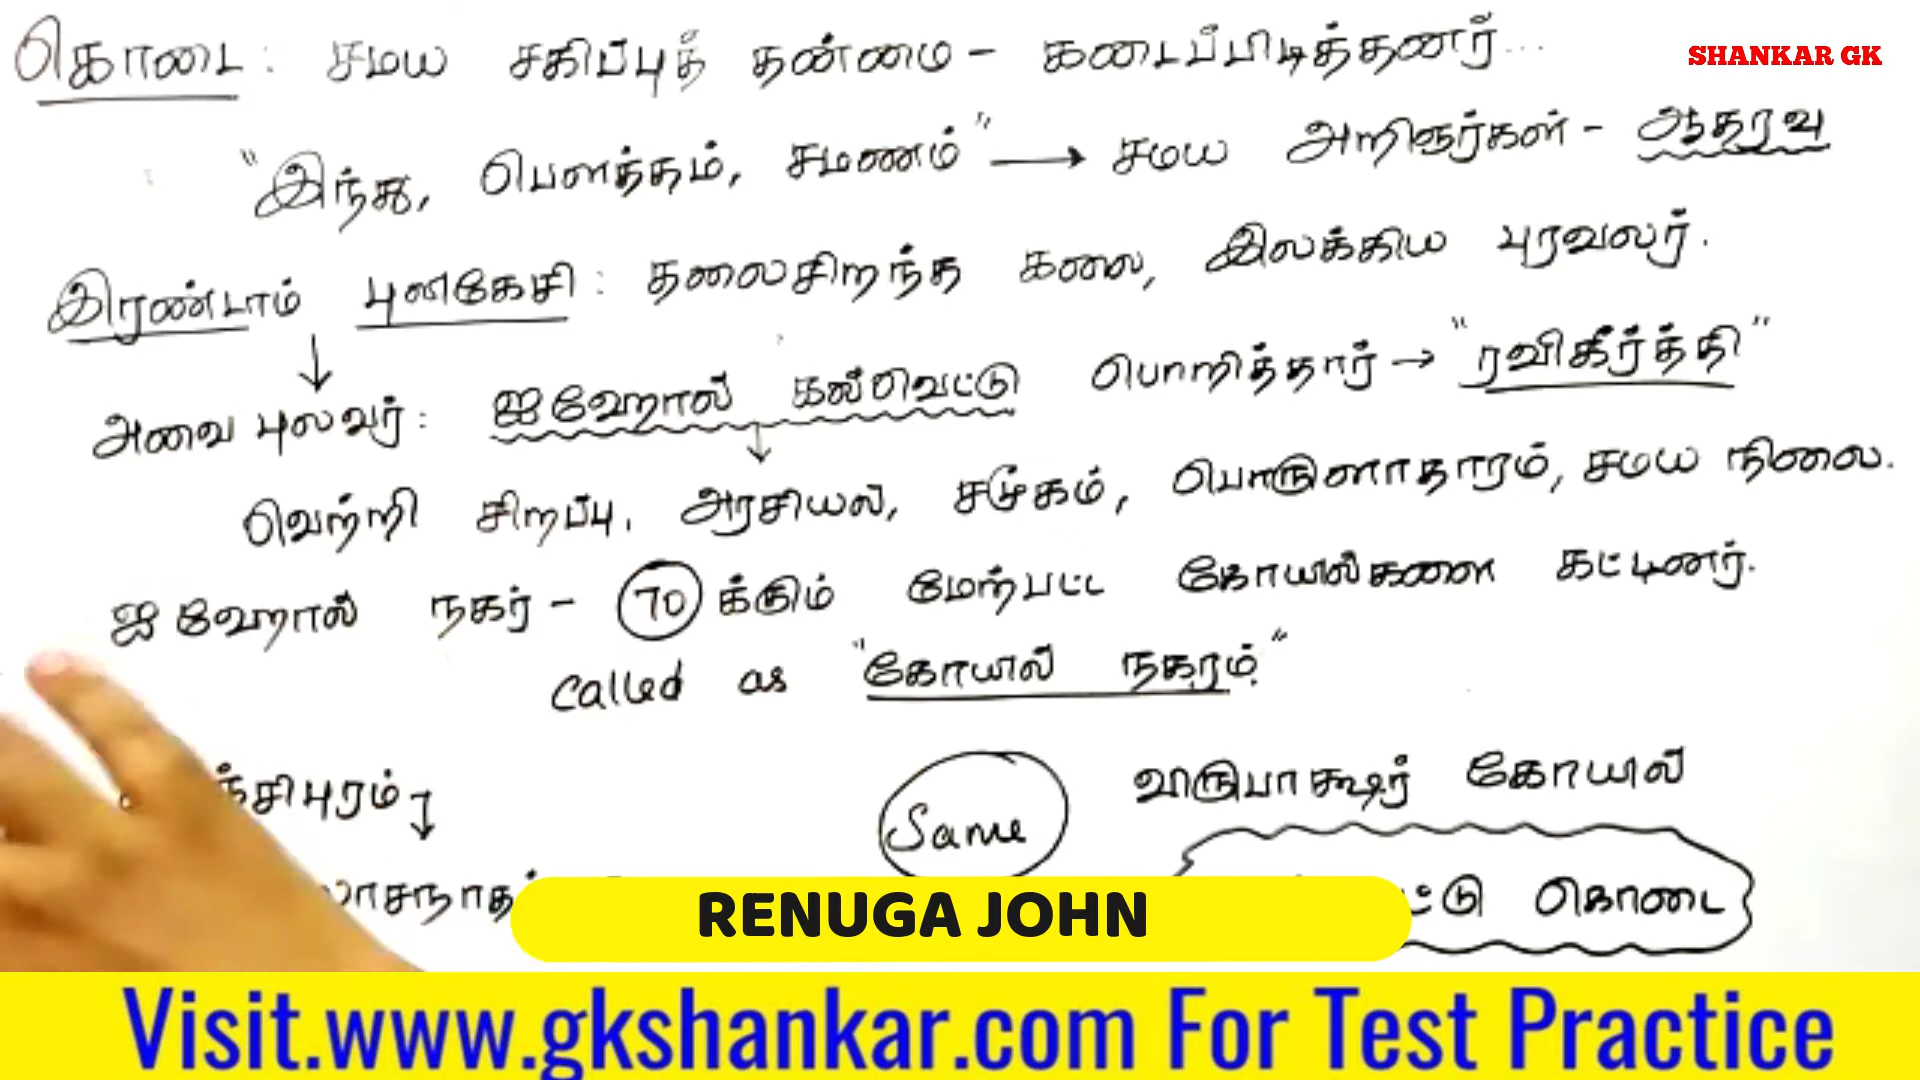 கொடை: சமய சகிப்புத் தன்மை - கடைப்பிடித்தனர்...
SHANKAR GK
"இந்து, பௌத்தம், சமணம்" → சமய அறிஞர்கள் - ஆதரவு
இரண்டாம் புலிகேசி: தலைசிறந்த கலை, இலக்கிய புரவலர்.
அவை புலவர்: ஐஹோல் கல்வெட்டு பொறித்தார் → "ரவிகீர்த்தி"
வெற்றி சிறப்பு, அரசியல், சமூகம், பொருளாதாரம், சமய நிலை.
ஐஹோல் நகர் - 70 க்கும் மேற்பட்ட கோயில்களை கட்டினர்.
called as "கோயில் நகரம்"
Same விருபாக்ஷர் கோயில்
கொடை
RENUGA JOHN
Visit.www.gkshankar.com For Test Practice